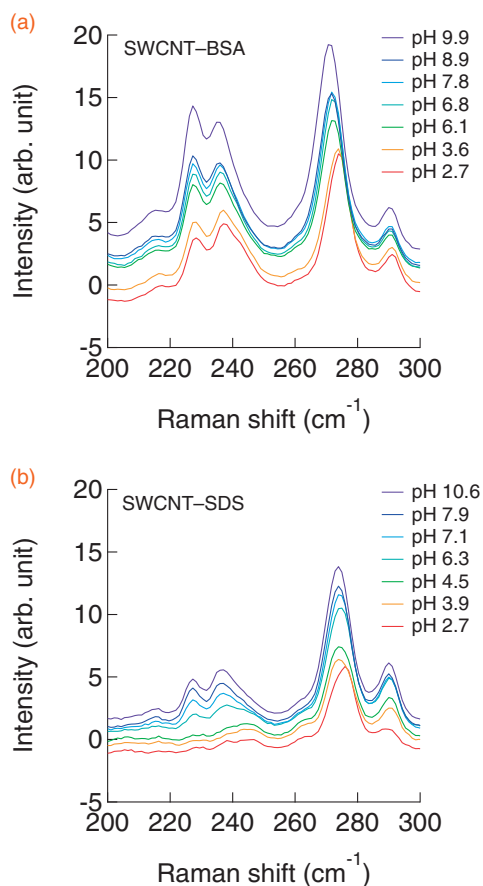 (a)
20
SWCNT–BSA
pH 9.9
pH 8.9
pH 7.8
pH 6.8
pH 6.1
pH 3.6
pH 2.7
15
10
5
0
-5
Intensity (arb. unit)
200 220 240 260 280 300
Raman shift (cm⁻¹)
(b)
20
SWCNT–SDS
pH 10.6
pH 7.9
pH 7.1
pH 6.3
pH 4.5
pH 3.9
pH 2.7
15
10
5
0
-5
Intensity (arb. unit)
200 220 240 260 280 300
Raman shift (cm⁻¹)